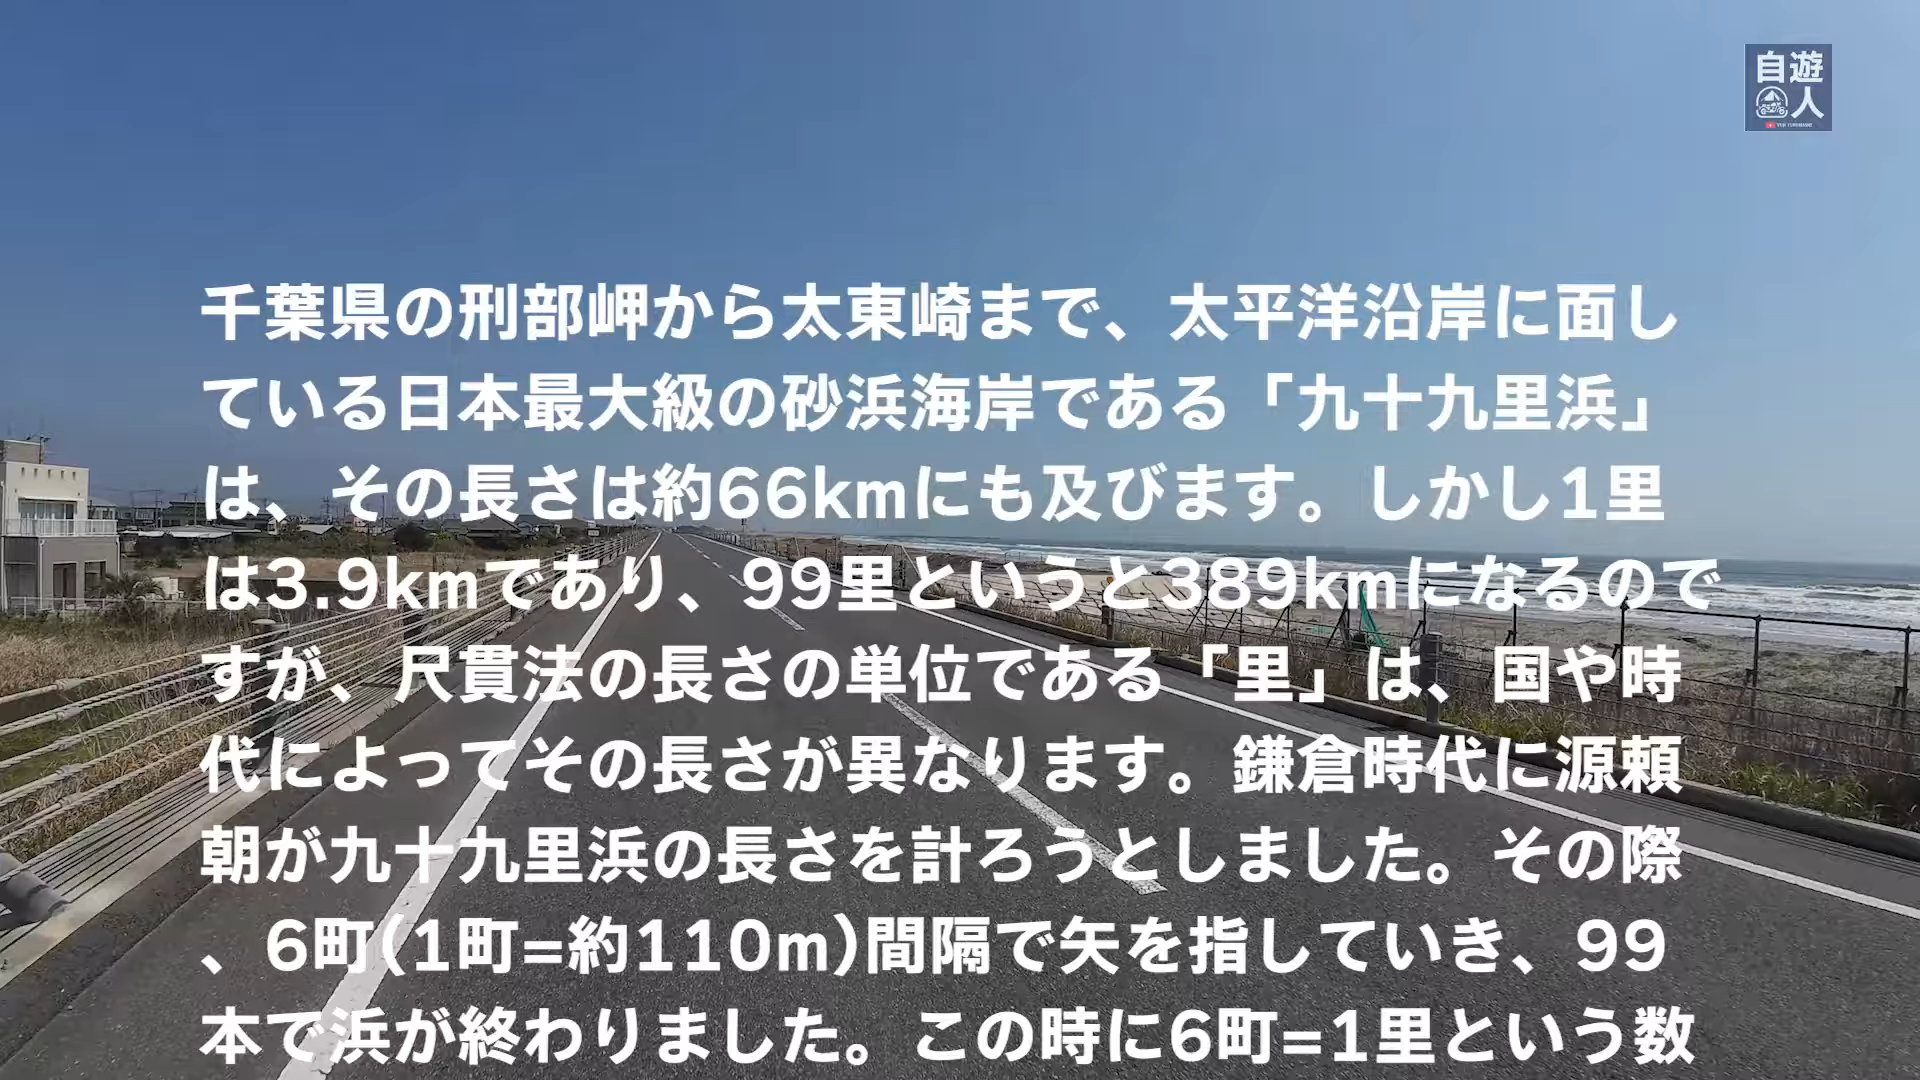 自遊
人
千葉県の刑部岬から太東崎まで、太平洋沿岸に面し
ている日本最大級の砂浜海岸である「九十九里浜」
は、その長さは約66kmにも及びます。しかし1里
は3.9kmであり、99里というと389kmになるので
すが、尺貫法の長さの単位である「里」は、国や時
代によってその長さが異なります。鎌倉時代に源頼
朝が九十九里浜の長さを計ろうとしました。その際
、6町(1町=約110m)間隔で矢を指していき、99
本で浜が終わりました。この時に6町=1里という数